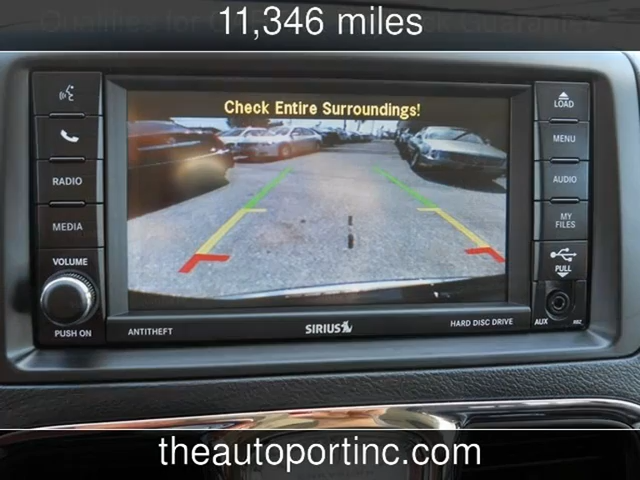 11,346 miles
Check Entire Surroundings!
LOAD
MENU
RADIO
AUDIO
MEDIA
MY FILES
VOLUME
PULL
PUSH ON
ANTITHEFT
SIRIUS
HARD DISC DRIVE
AUX
theautoportinc.com